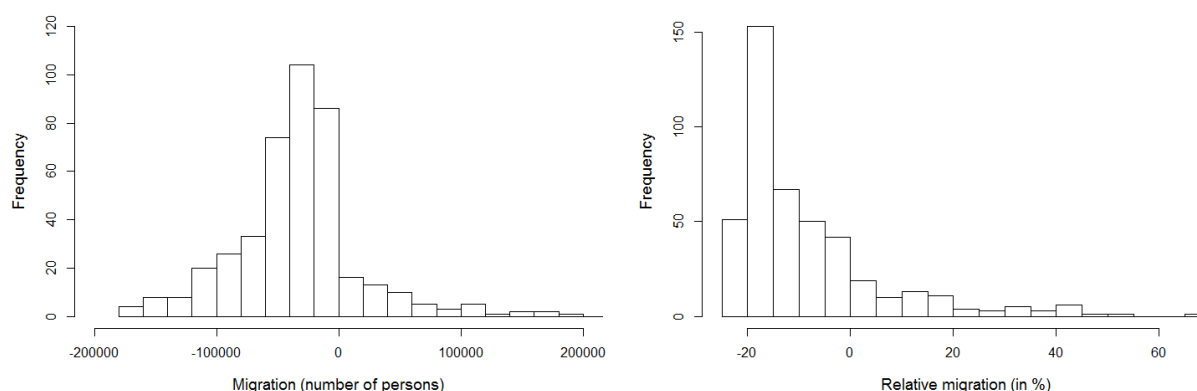 120
100
80
60
40
20
0
Frequency
-200000 -100000 0 100000 200000
Migration (number of persons)
150
100
50
0
Frequency
-20 0 20 40 60
Relative migration (in %)